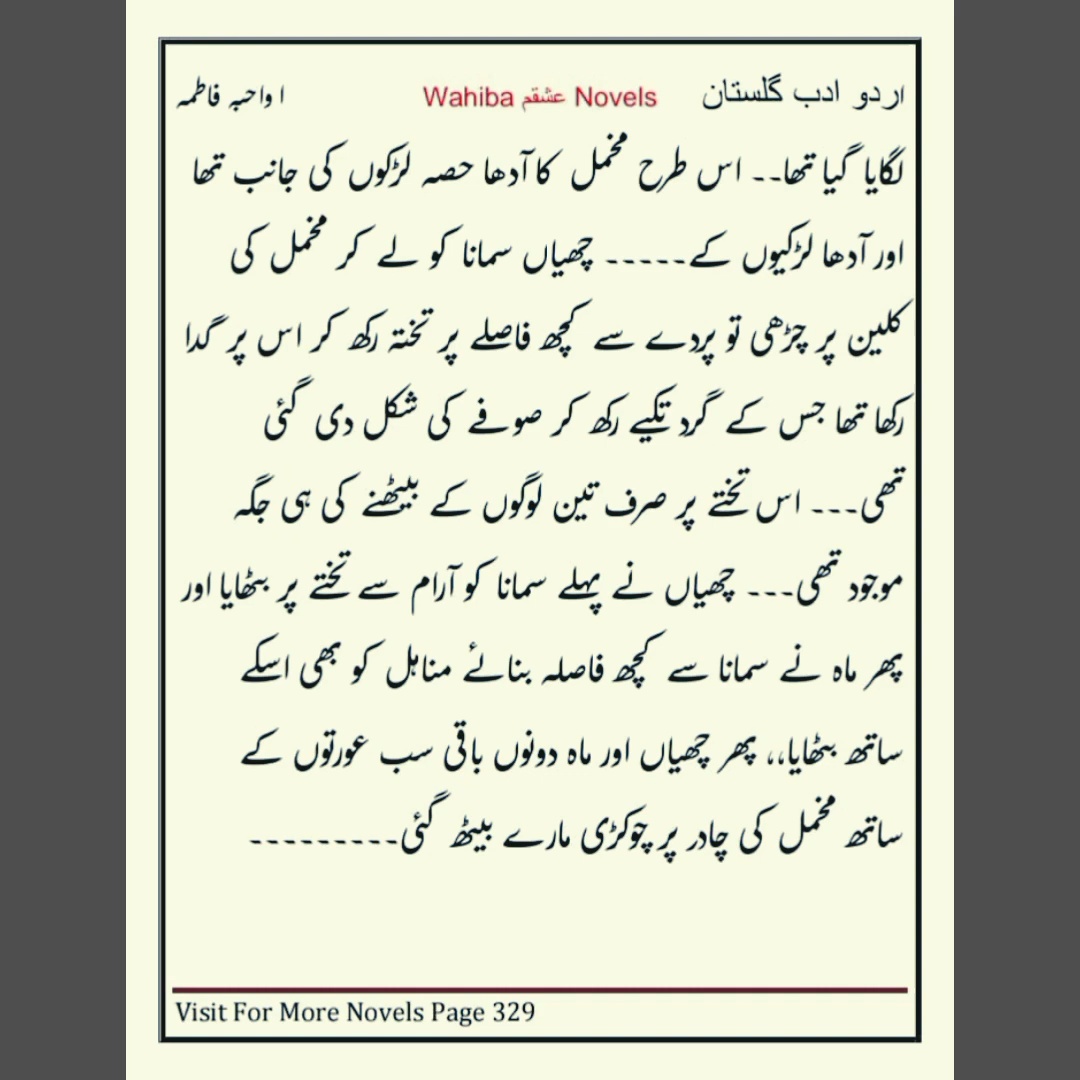 اردو ادب گلستان Wahiba عشقم Novels ا واحبہ فاطمہ
لگایا گیا تھا۔۔ اس طرح مخمل کا آدھا حصہ لڑکوں کی جانب تھا
اور آدھا لڑکیوں کے۔۔۔۔۔ چھیاں سمانا کو لے کر مخمل کی
کلین پر چڑھی تو پردے سے کچھ فاصلے پر تختہ رکھ کر اس پر گدا
رکھا تھا جس کے گرد تکیے رکھ کر صوفے کی شکل دی گئی
تھی۔۔۔ اس تختے پر صرف تین لوگوں کے بیٹھنے کی ہی جگہ
موجود تھی۔۔۔ چھیاں نے پہلے سمانا کو آرام سے تختے پر بٹھایا اور
پھر ماہ نے سمانا سے کچھ فاصلہ بنائے مناہل کو بھی اسکے
ساتھ بٹھایا،، پھر چھیاں اور ماہ دونوں باقی سب عورتوں کے
ساتھ مخمل کی چادر پر چوکڑی مارے بیٹھ گئی۔۔۔۔۔۔۔۔۔
Visit For More Novels Page 329